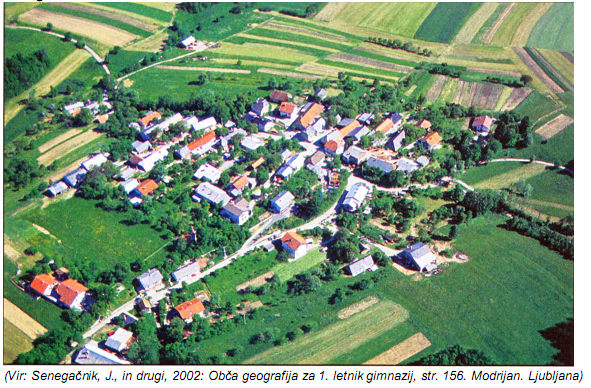 (Vir: Senegačnik, J., in drugi, 2002: Obča geografija za 1. letnik gimnazij, str. 156. Modrijan. Ljubljana)